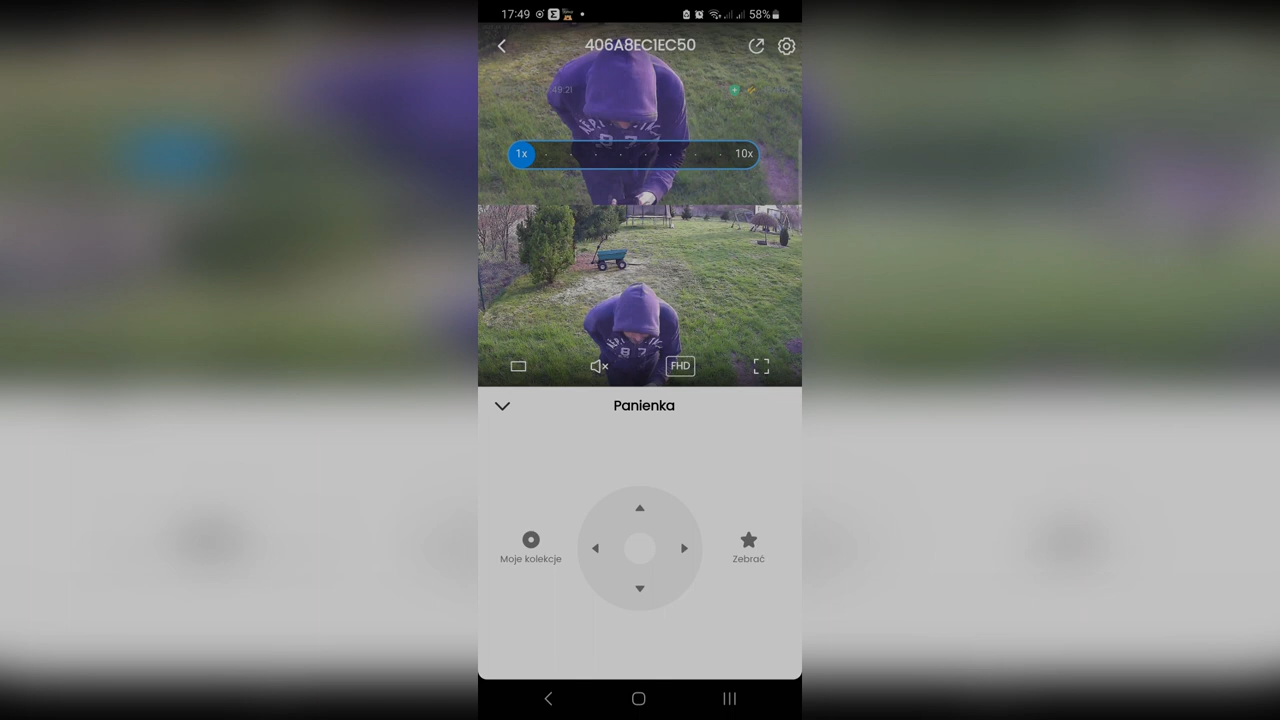 17:49
58%
406A8EC1EC50
1x
10x
FHD
Panienka
Moje kolekcje
Zebrać